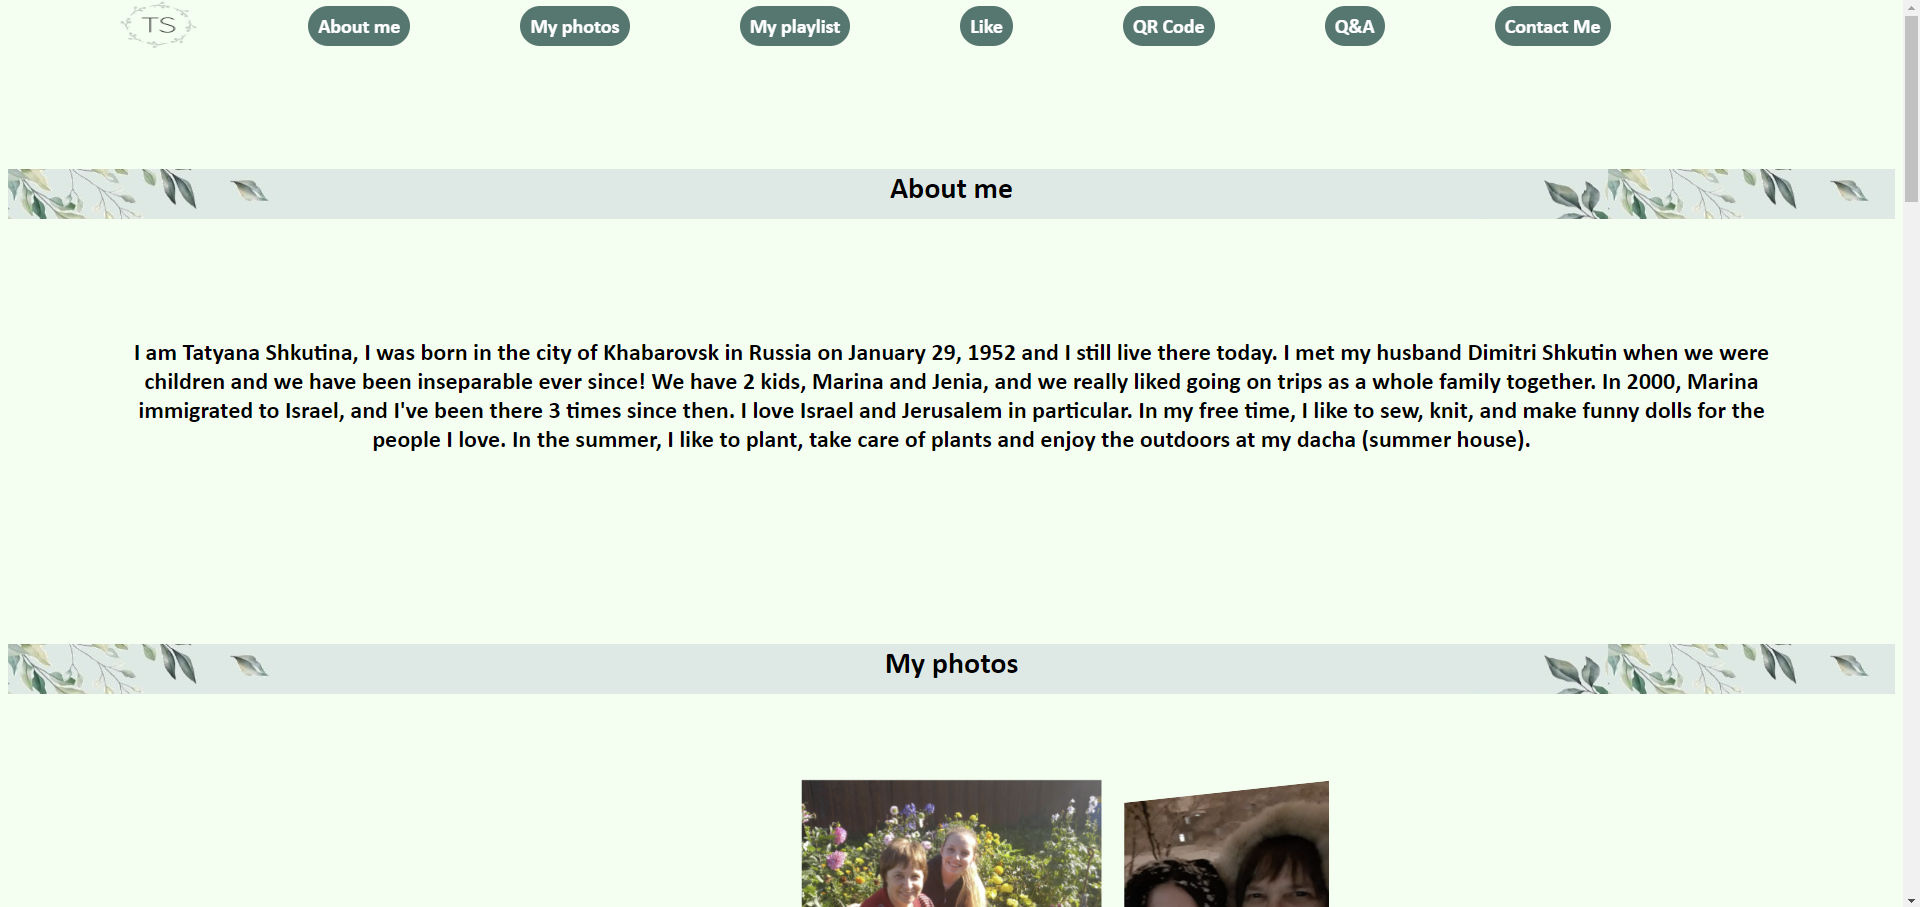 TS
About me
My photos
My playlist
Like
QR Code
Q&A
Contact Me
About me
I am Tatyana Shkutina, I was born in the city of Khabarovsk in Russia on January 29, 1952 and I still live there today. I met my husband Dimitri Shkutin when we were
children and we have been inseparable ever since! We have 2 kids, Marina and Jenia, and we really liked going on trips as a whole family together. In 2000, Marina
immigrated to Israel, and I've been there 3 times since then. I love Israel and Jerusalem in particular. In my free time, I like to sew, knit, and make funny dolls for the
people I love. In the summer, I like to plant, take care of plants and enjoy the outdoors at my dacha (summer house).
My photos